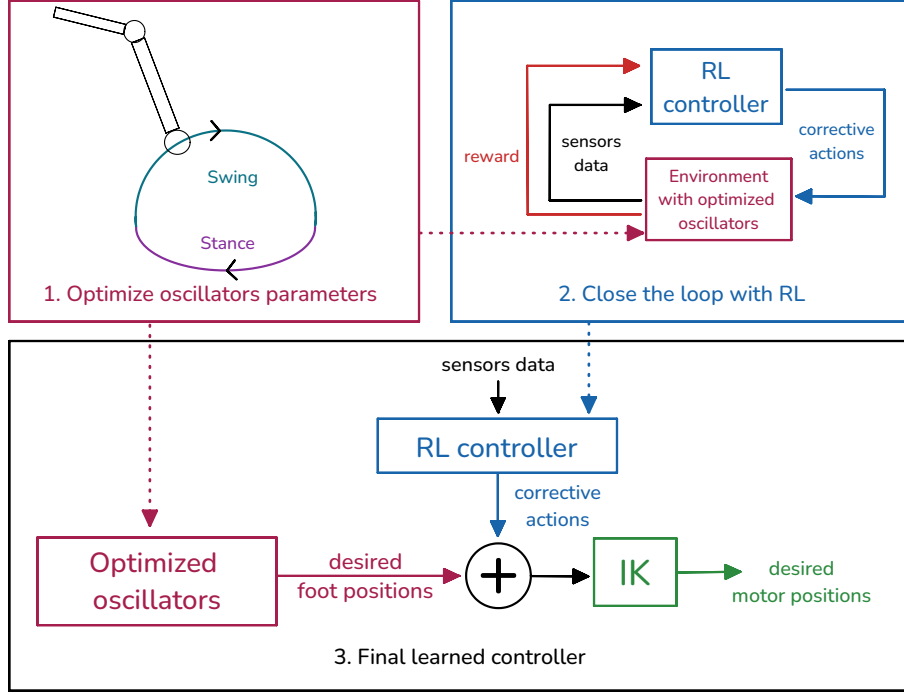 Swing
Stance
1. Optimize oscillators parameters
RL
controller
corrective
actions
sensors
data
reward
Environment
with optimized
oscillators
2. Close the loop with RL
sensors data
RL controller
corrective
actions
Optimized
oscillators
desired
foot positions
+
IK
desired
motor positions
3. Final learned controller